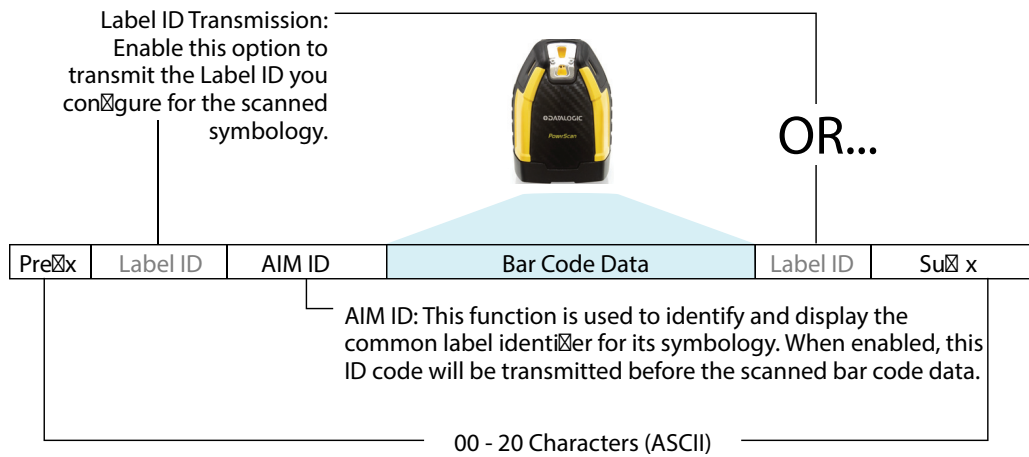 Label ID Transmission:
Enable this option to
transmit the Label ID you
con☒gure for the scanned
symbology.
DATALOGIC
PowerScan
OR...
Pre☒x Label ID AIM ID Bar Code Data Label ID Su☒ x
AIM ID: This function is used to identify and display the
common label identi☒er for its symbology. When enabled, this
ID code will be transmitted before the scanned bar code data.
00 - 20 Characters (ASCII)